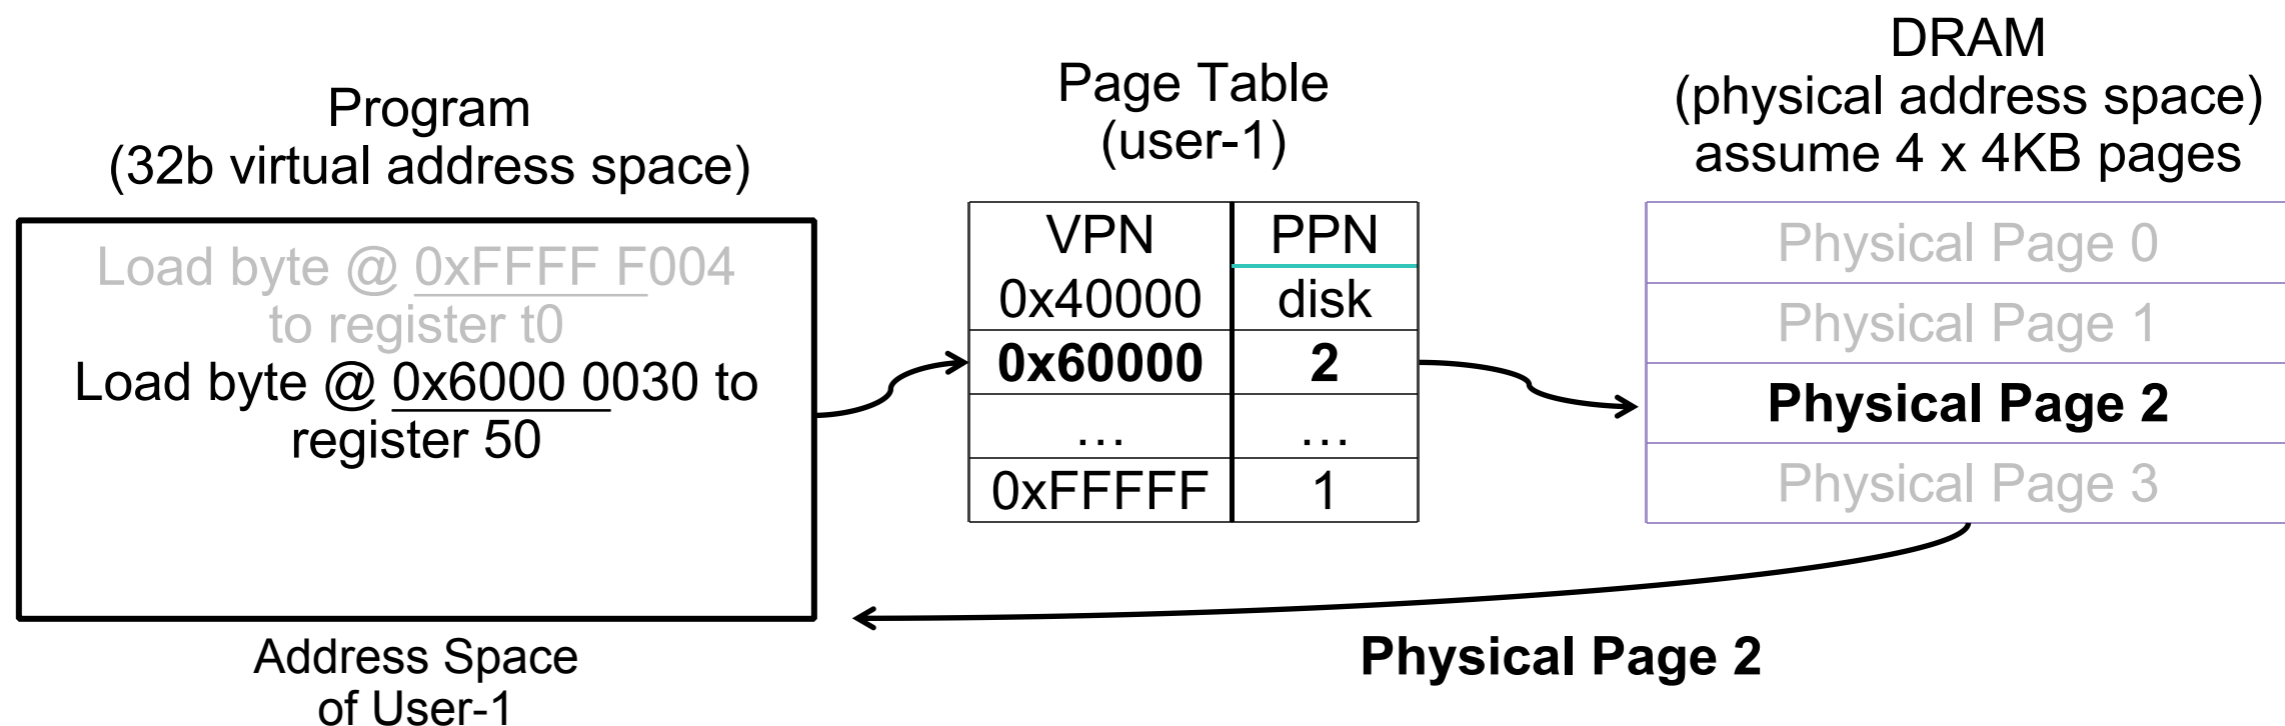 Program
(32b virtual address space)
Load byte @ 0xFFFF F004
to register t0
Load byte @ 0x6000 0030 to
register 50
Address Space
of User-1
Page Table
(user-1)
VPN PPN
0x40000 disk
0x60000 2
… …
0xFFFFF 1
DRAM
(physical address space)
assume 4 x 4KB pages
Physical Page 0
Physical Page 1
Physical Page 2
Physical Page 3
Physical Page 2